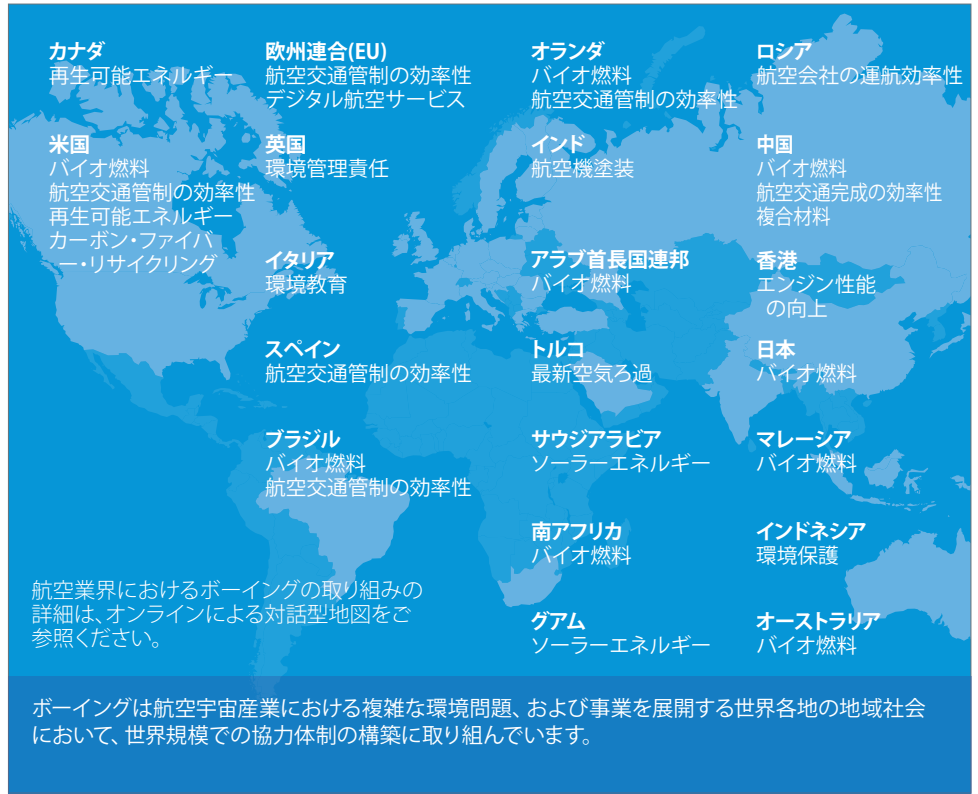 カナダ
再生可能エネルギー
米国
バイオ燃料
航空交通管制の効率性
再生可能エネルギー
カーボン・ファイバ
ー・リサイクリング
欧州連合(EU)
航空交通管制の効率性
デジタル航空サービス
英国
環境管理責任
イタリア
環境教育
スペイン
航空交通管制の効率性
ブラジル
バイオ燃料
航空交通管制の効率性
オランダ
バイオ燃料
航空交通管制の効率性
インド
航空機塗装
アラブ首長国連邦
バイオ燃料
トルコ
最新空気ろ過
サウジアラビア
ソーラーエネルギー
南アフリカ
バイオ燃料
グアム
ソーラーエネルギー
ロシア
航空会社の運航効率性
中国
バイオ燃料
航空交通完成の効率性
複合材料
香港
エンジン性能
の向上
日本
バイオ燃料
マレーシア
バイオ燃料
インドネシア
環境保護
オーストラリア
バイオ燃料
航空業界におけるボーイングの取り組みの
詳細は、オンラインによる対話型地図をご
参照ください。
ボーイングは航空宇宙産業における複雑な環境問題、および事業を展開する世界各地の地域社会
において、世界規模での協力体制の構築に取り組んでいます。